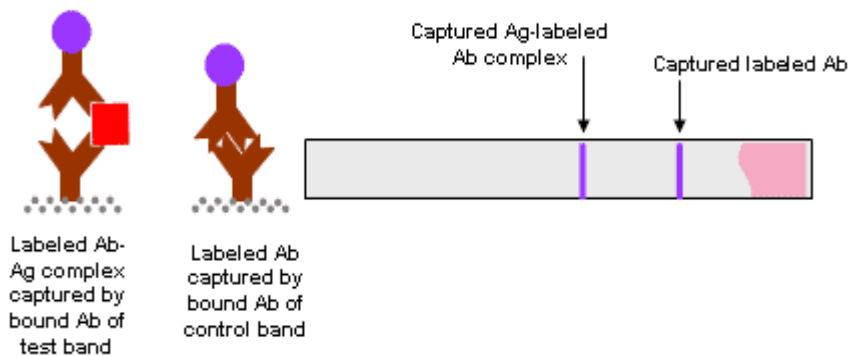 Captured Ag-labeled
Ab complex
Captured labeled Ab
Labeled Ab-
Ag complex
captured by
bound Ab of
test band
Labeled Ab
captured by
bound Ab of
control band